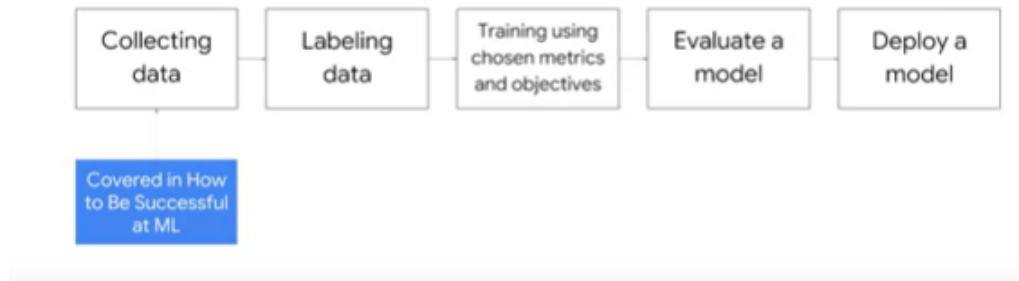 Collecting
data
Labeling
data
Training using
chosen metrics
and objectives
Evaluate a
model
Deploy a
model
Covered in How
to Be Successful
at ML